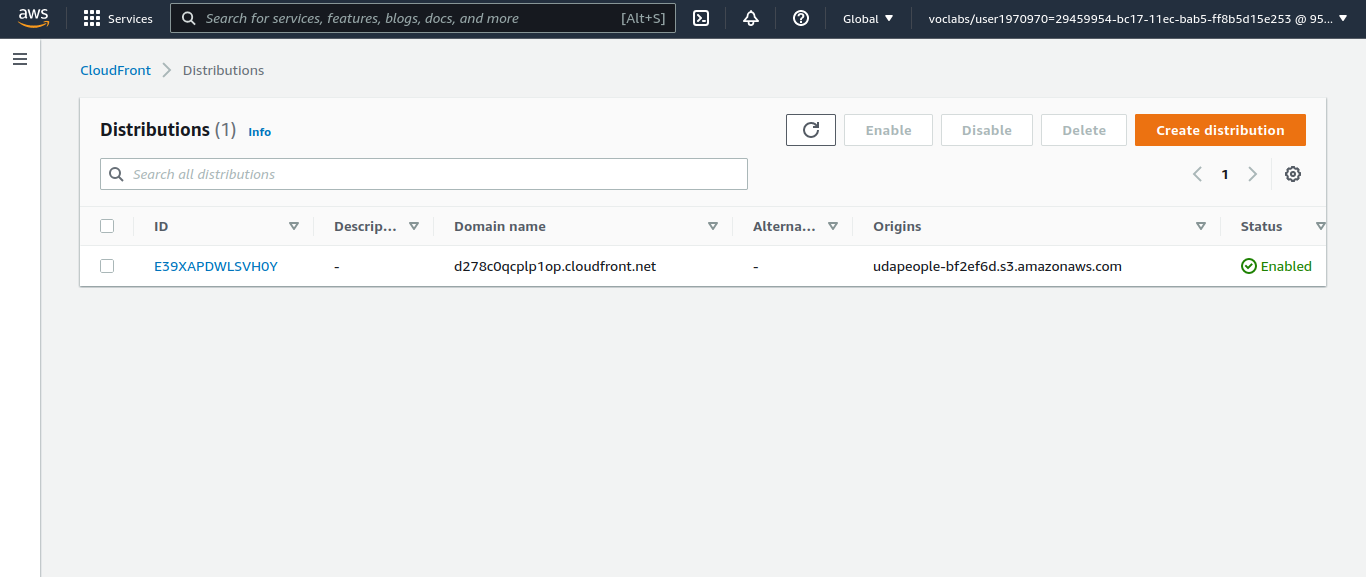 aws Services Search for services, features, blogs, docs, and more [Alt+S] Global voclabs/user1970970=29459954-bc17-11ec-bab5-ff8b5d15e253 @ 95...
CloudFront Distributions
Distributions (1) Info Enable Disable Delete Create distribution
Search all distributions 1
ID Descrip... Domain name Alterna... Origins Status
E39XAPDWLSVH0Y - d278c0qcplp1op.cloudfront.net - udapeople-bf2ef6d.s3.amazonaws.com Enabled